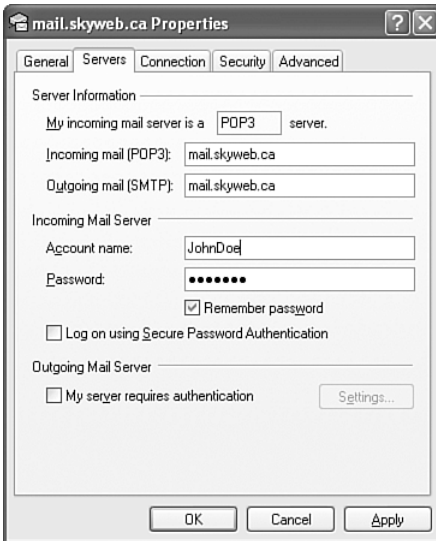 mail.skyweb.ca Properties
General Servers Connection Security Advanced
Server Information
My incoming mail server is a POP3 server.
Incoming mail (POP3): mail.skyweb.ca
Outgoing mail (SMTP): mail.skyweb.ca
Incoming Mail Server
Account name: JohnDoe
Password: ●●●●●●●
Remember password
Log on using Secure Password Authentication
Outgoing Mail Server
My server requires authentication Settings...
OK Cancel Apply